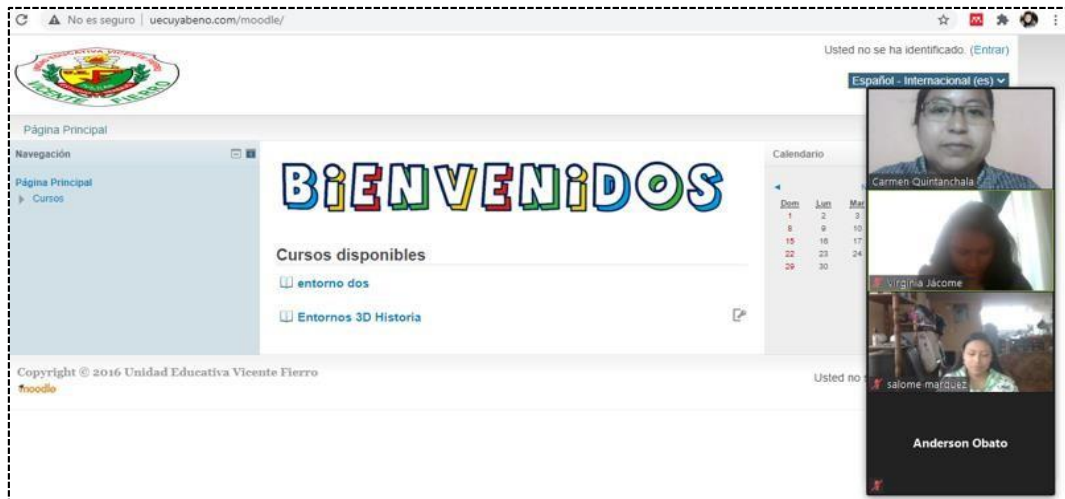 No es seguro | uecuyabeno.com/moodle/
Usted no se ha identificado. (Entrar)
Español - Internacional (es)
VICENTE FIERRO
Página Principal
Navegación
Página Principal
Cursos
BiENVENiDOS
Cursos disponibles
entorno dos
Entornos 3D Historia
Calendario
Dom Lun Mar
1 2 3
8 9 10
15 16 17
22 23 24
29 30
Copyright © 2016 Unidad Educativa Vicente Fierro
moodle
Usted no
Carmen Quintanchala
Virginia Jácome
salome marquez
Anderson Obato